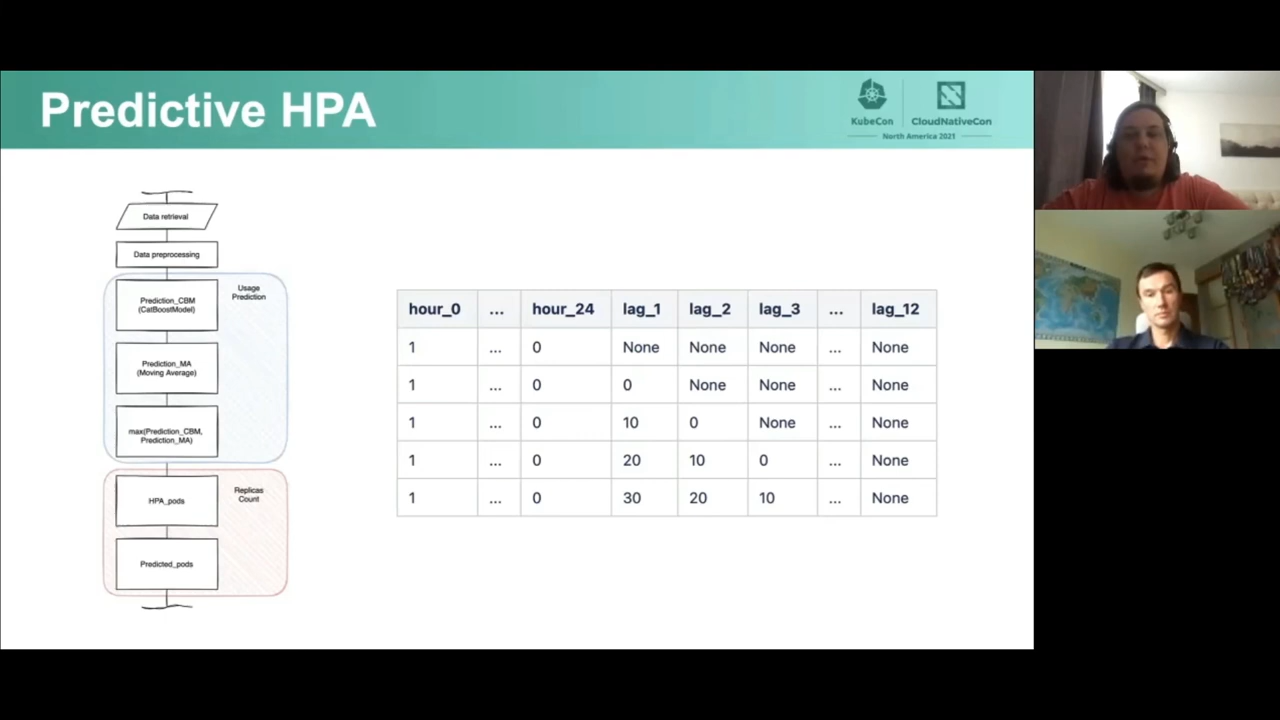 Predictive HPA
KubeCon
CloudNativeCon
North America 2021
Data retrieval
Data preprocessing
Prediction_CBM
(CatBoostModel)
Usage
Prediction
Prediction_MA
(Moving Average)
max(Prediction_CBM,
Prediction_MA)
HPA_pods
Replicas
Count
Predicted_pods
hour_0 ... hour_24 lag_1 lag_2 lag_3 ... lag_12
1 ... 0 None None None ... None
1 ... 0 0 None None ... None
1 ... 0 10 0 None ... None
1 ... 0 20 10 0 ... None
1 ... 0 30 20 10 ... None